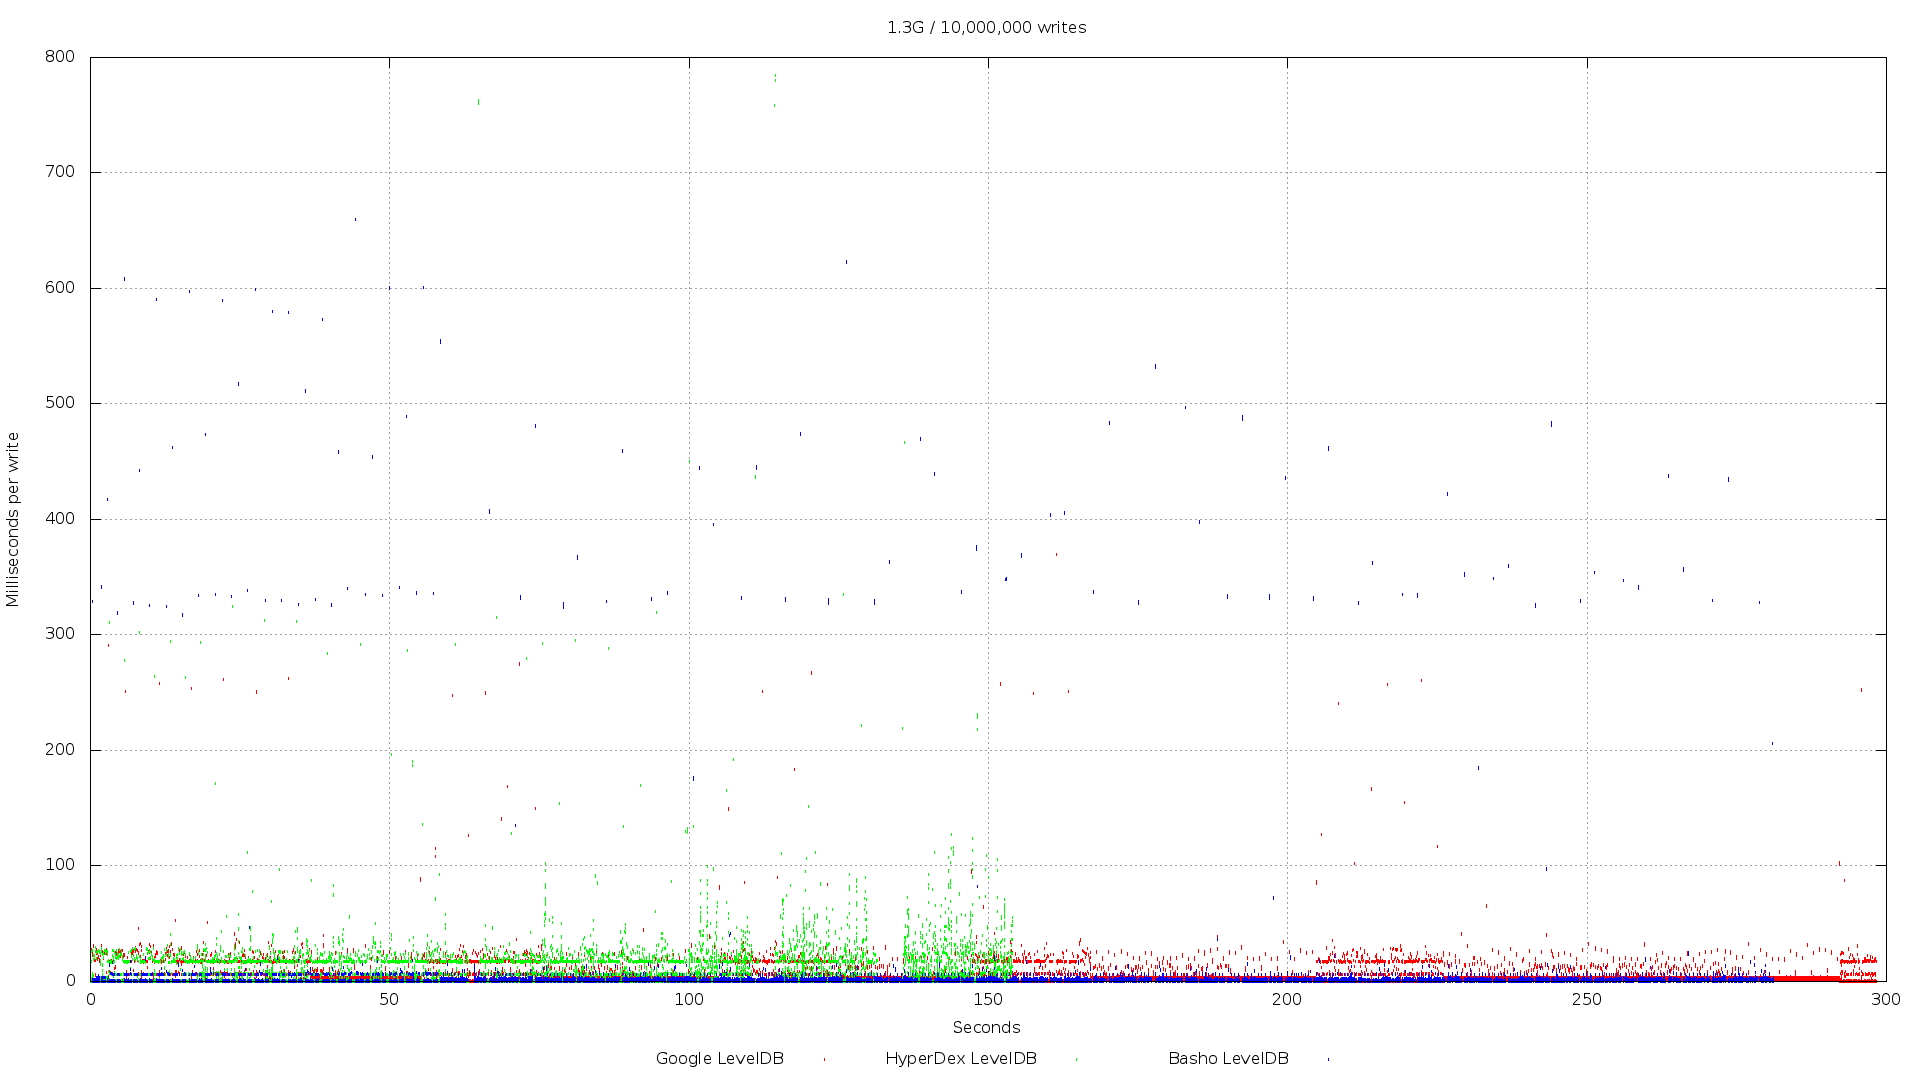 1.3G / 10,000,000 writes
800
700
600
500
400
300
200
100
0
Milliseconds per write
0 50 100 150 200 250 300
Seconds
Google LevelDB HyperDex LevelDB Basho LevelDB